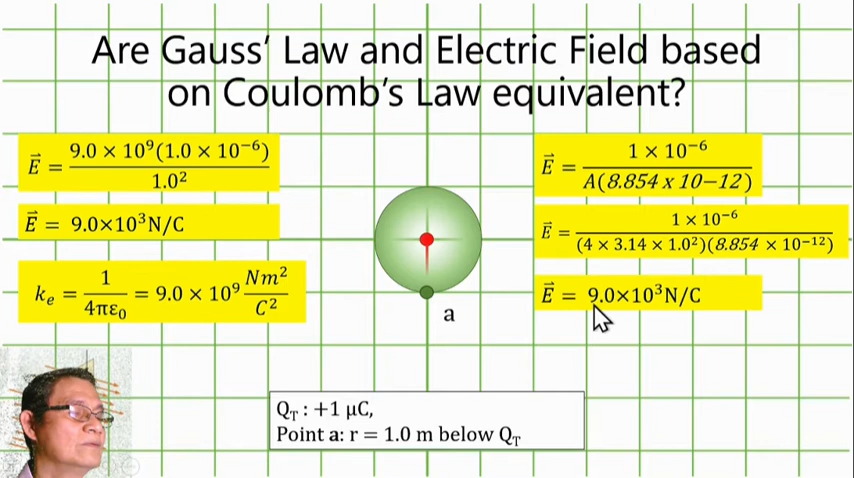 Are Gauss’ Law and Electric Field based
on Coulomb’s Law equivalent?
E⃗ = 9.0 × 10⁹(1.0 × 10⁻⁶) / 1.0²
E⃗ = 9.0×10³N/C
kₑ = 1 / 4πε₀ = 9.0 × 10⁹ Nm² / C²
E⃗ = 1 × 10⁻⁶ / A(8.854 x 10−12)
E⃗ = 1 × 10⁻⁶ / (4 × 3.14 × 1.0²)(8.854 × 10⁻¹²)
E⃗ = 9.0×10³N/C
a
Q_T : +1 μC,
Point a: r = 1.0 m below Q_T